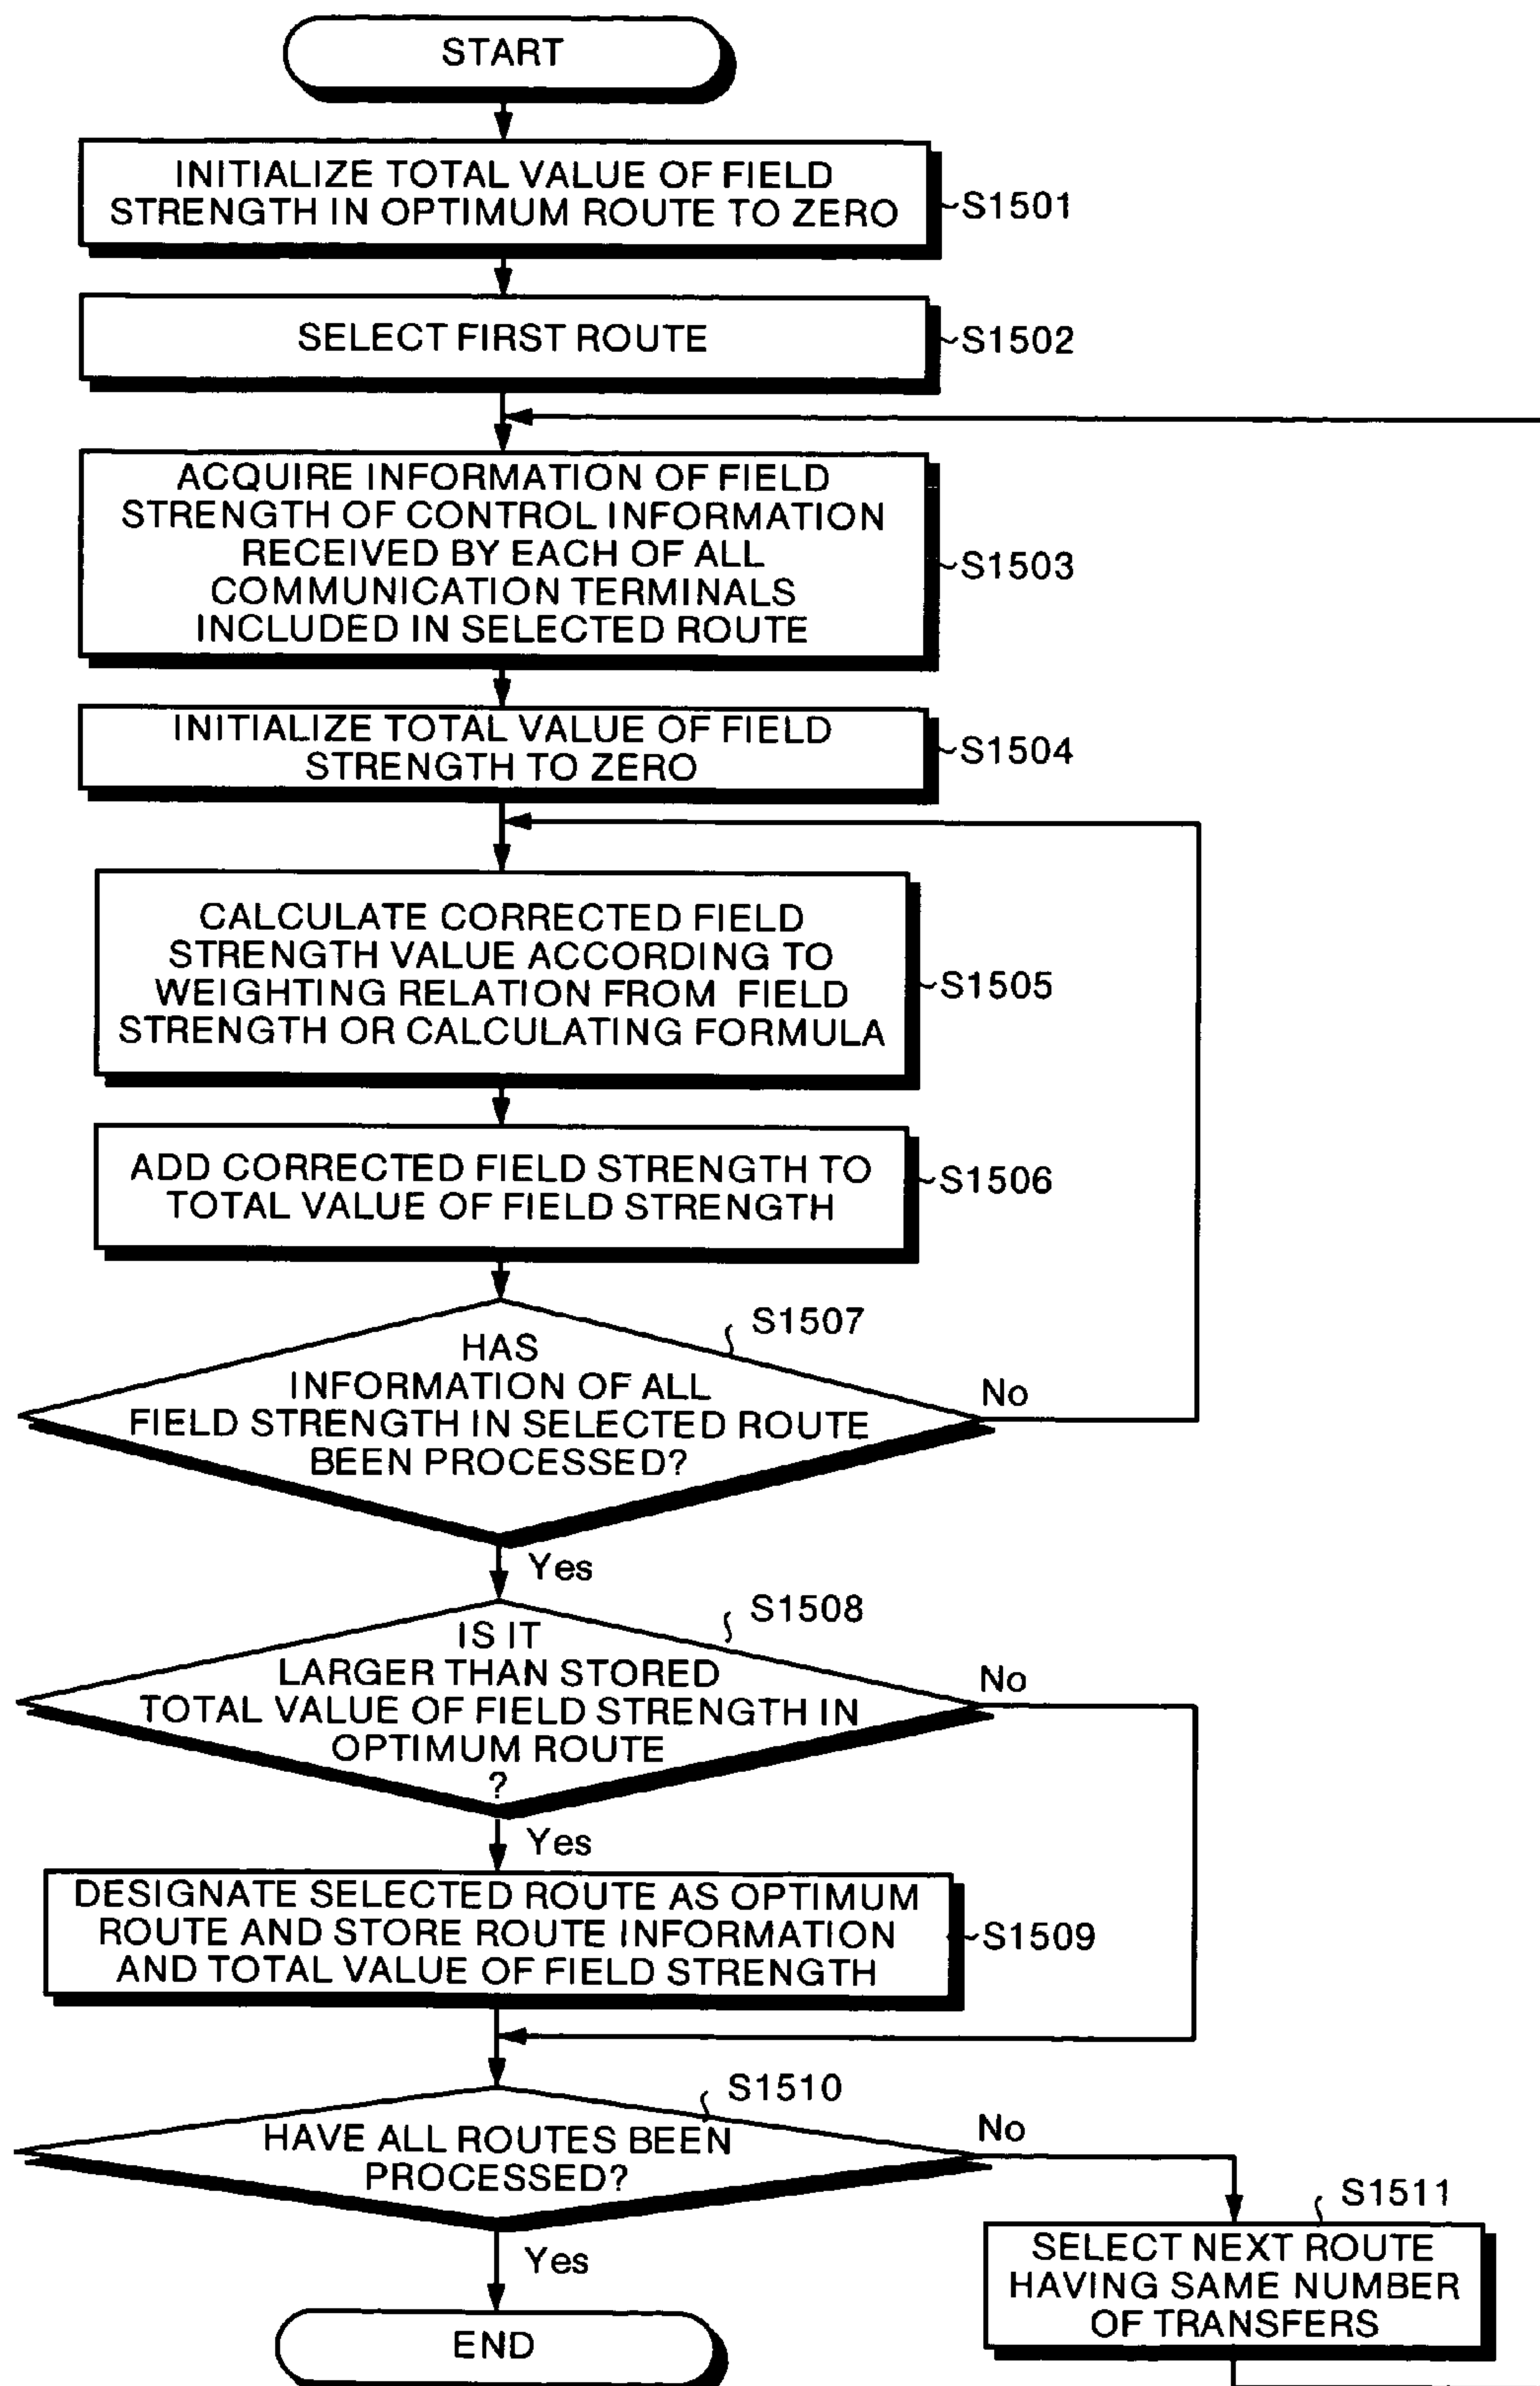 START
INITIALIZE TOTAL VALUE OF FIELD
STRENGTH IN OPTIMUM ROUTE TO ZERO
S1501
SELECT FIRST ROUTE
S1502
ACQUIRE INFORMATION OF FIELD
STRENGTH OF CONTROL INFORMATION
RECEIVED BY EACH OF ALL
COMMUNICATION TERMINALS
INCLUDED IN SELECTED ROUTE
S1503
INITIALIZE TOTAL VALUE OF FIELD
STRENGTH TO ZERO
S1504
CALCULATE CORRECTED FIELD
STRENGTH VALUE ACCORDING TO
WEIGHTING RELATION FROM FIELD
STRENGTH OR CALCULATING FORMULA
S1505
ADD CORRECTED FIELD STRENGTH TO
TOTAL VALUE OF FIELD STRENGTH
S1506
S1507
HAS
INFORMATION OF ALL
FIELD STRENGTH IN SELECTED ROUTE
BEEN PROCESSED?
No
Yes
S1508
IS IT
LARGER THAN STORED
TOTAL VALUE OF FIELD STRENGTH IN
OPTIMUM ROUTE
?
No
Yes
DESIGNATE SELECTED ROUTE AS OPTIMUM
ROUTE AND STORE ROUTE INFORMATION
AND TOTAL VALUE OF FIELD STRENGTH
S1509
S1510
HAVE ALL ROUTES BEEN
PROCESSED?
No
Yes
S1511
SELECT NEXT ROUTE
HAVING SAME NUMBER
OF TRANSFERS
END